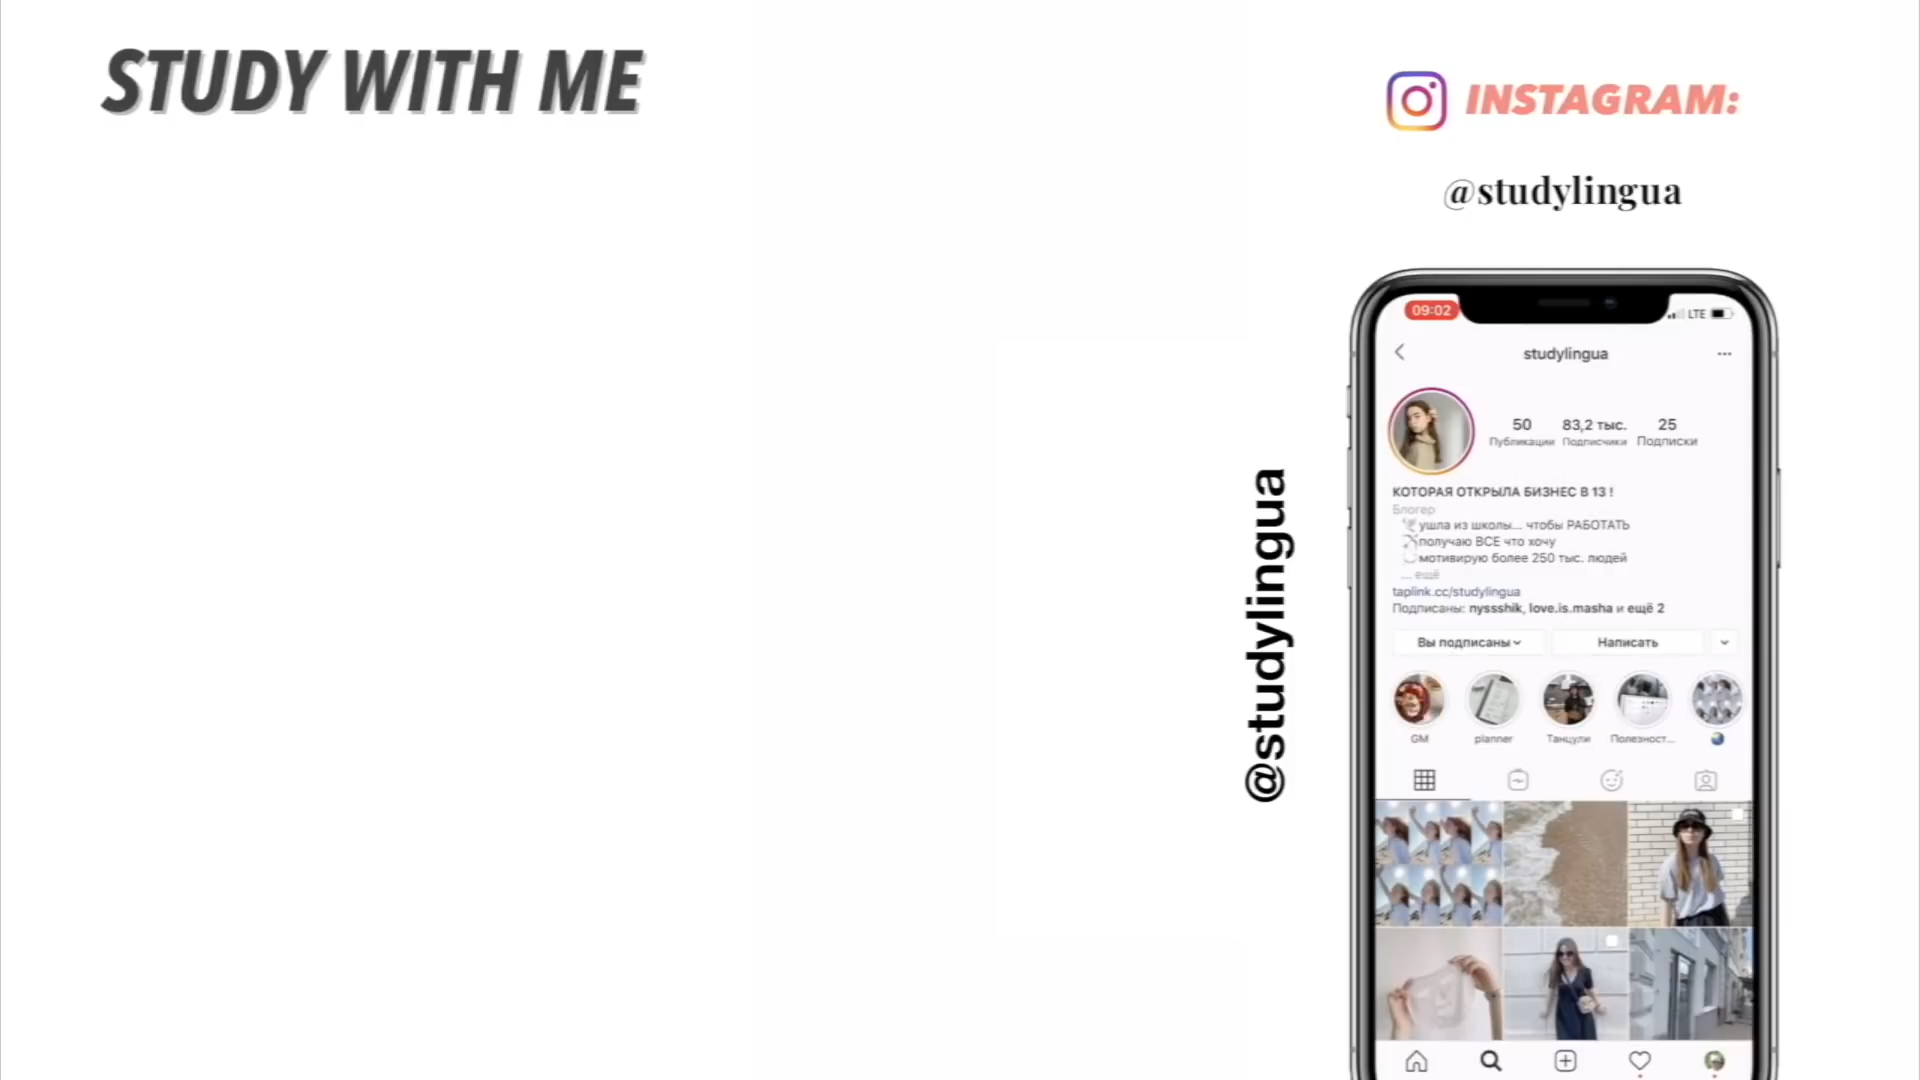 STUDY WITH ME
INSTAGRAM:
@studylingua
@studylingua
09:02
LTE
studylingua
50 83,2 тыс. 25
Публикации Подписчики Подписки
КОТОРАЯ ОТКРЫЛА БИЗНЕС В 13 !
Блогер
ушла из школы... чтобы РАБОТАТЬ
получаю ВСЕ что хочу
мотивирую более 250 тыс. людей
... ещё
taplink.cc/studylingua
Подписаны: nyssshik, love.is.masha и ещё 2
Вы подписаны Написать
GM planner Танцули Полезност...